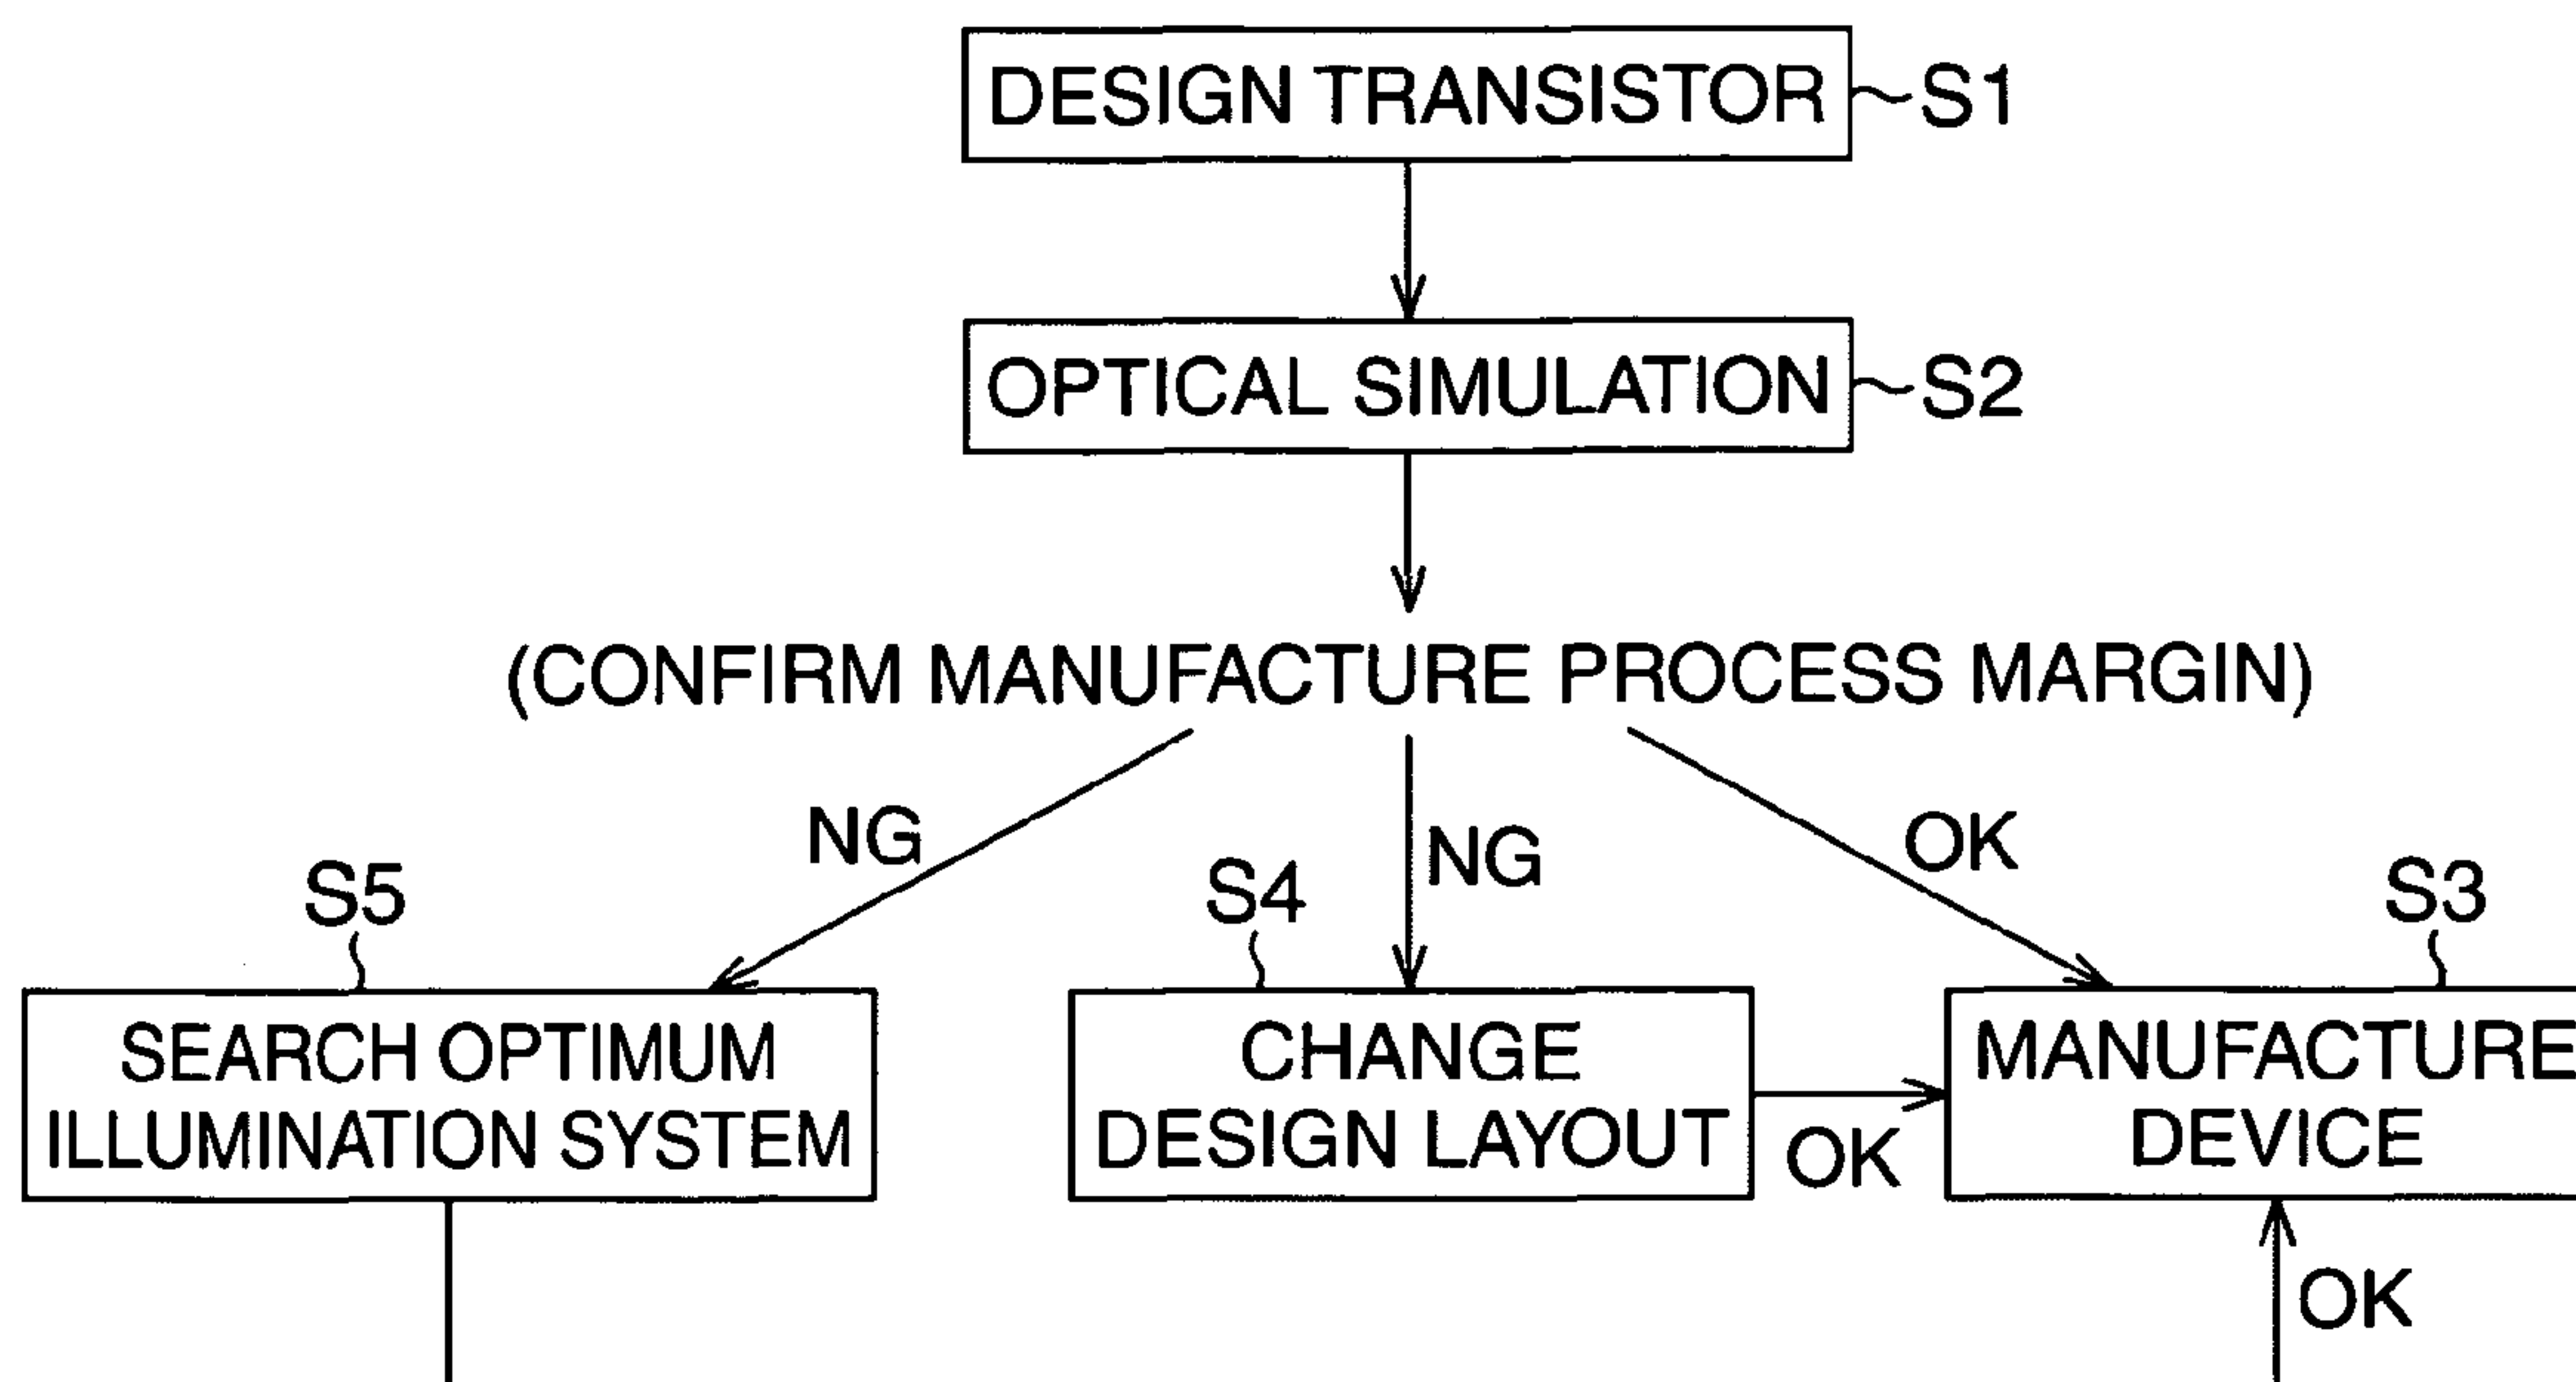 DESIGN TRANSISTOR
S1
OPTICAL SIMULATION
S2
(CONFIRM MANUFACTURE PROCESS MARGIN)
NG
NG
OK
S5
S4
S3
SEARCH OPTIMUM
ILLUMINATION SYSTEM
CHANGE
DESIGN LAYOUT
OK
MANUFACTURE
DEVICE
OK